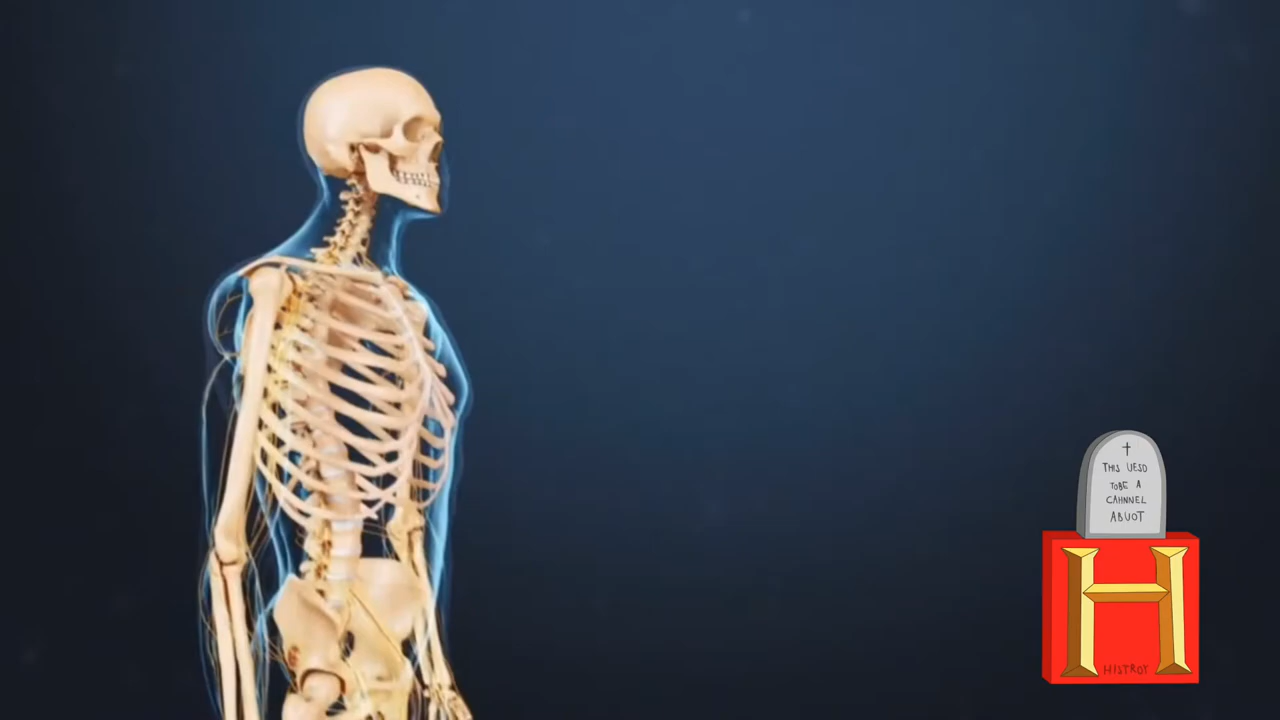 THIS UESD
TOBE A
CAHNNEL
ABUOT
H
HISTROY